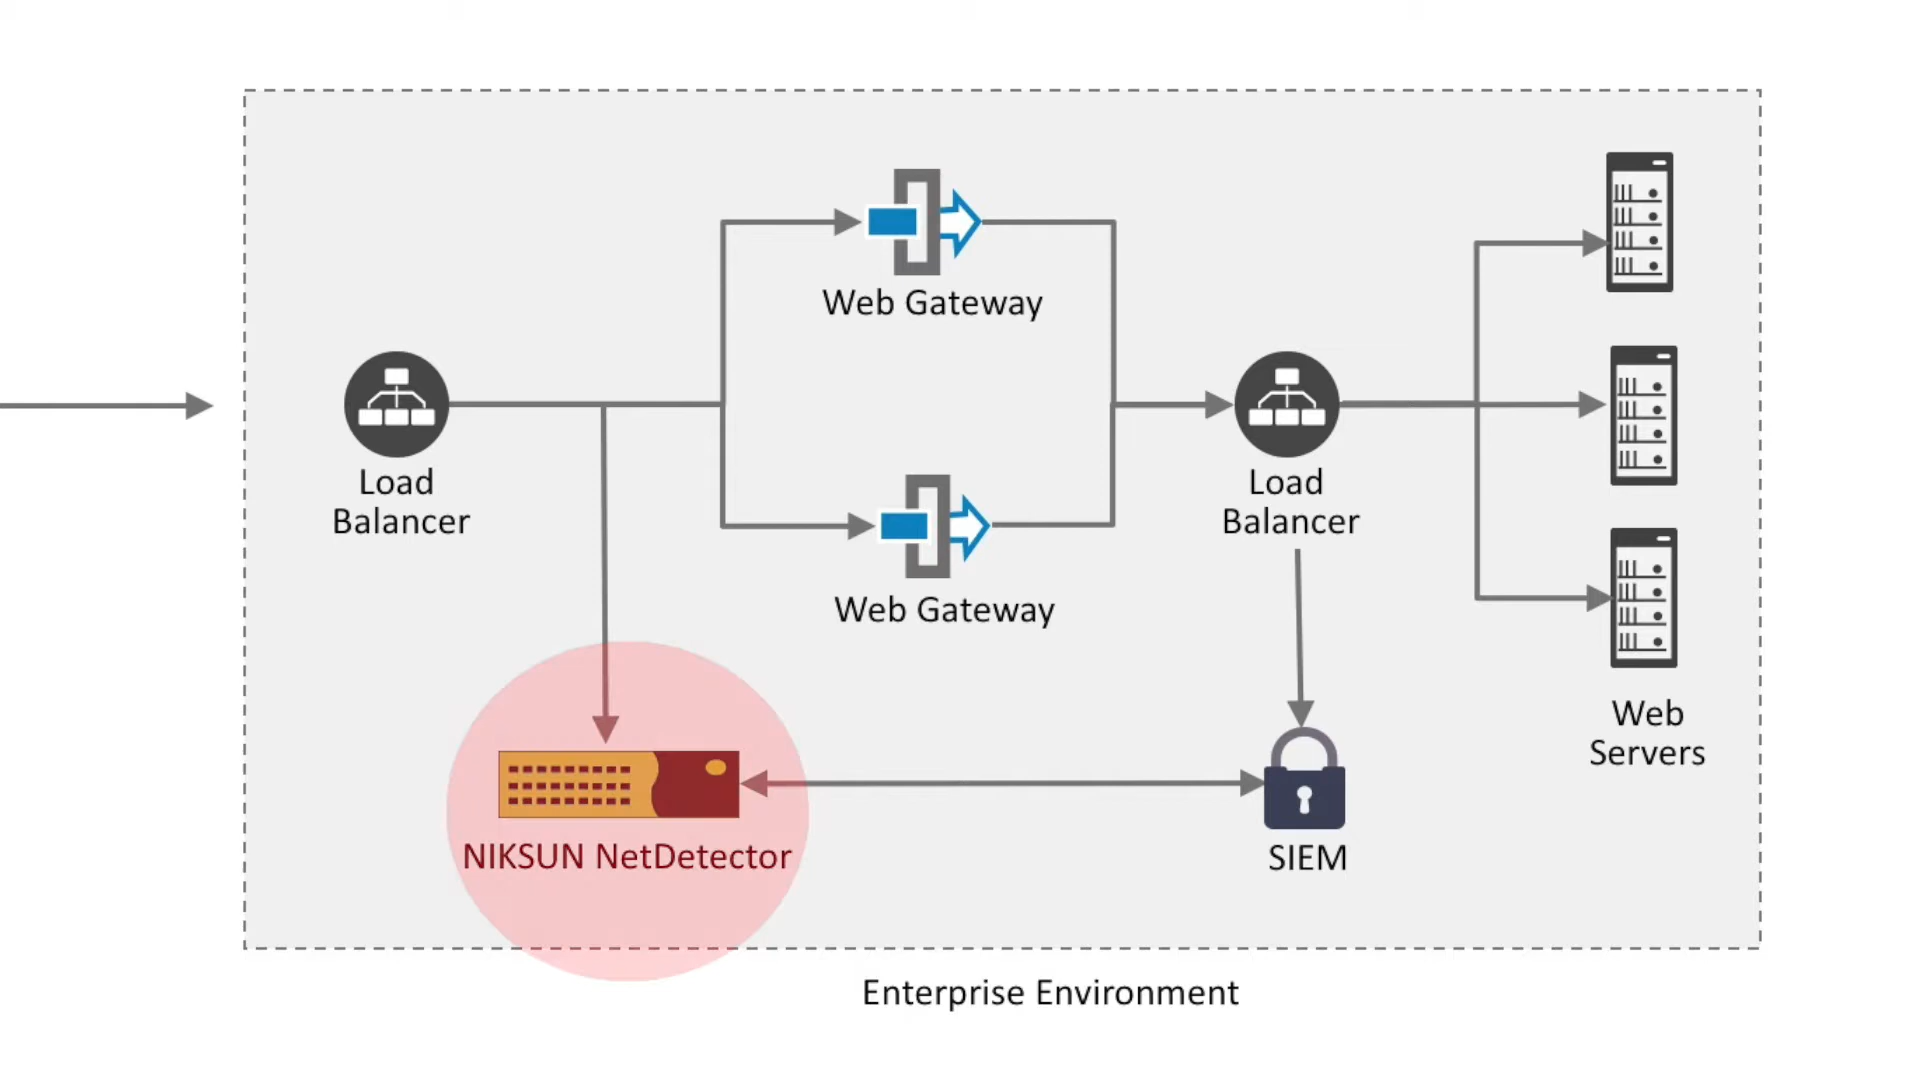 Web Gateway
Load
Balancer
Load
Balancer
Web Gateway
Web
Servers
NIKSUN NetDetector
SIEM
Enterprise Environment